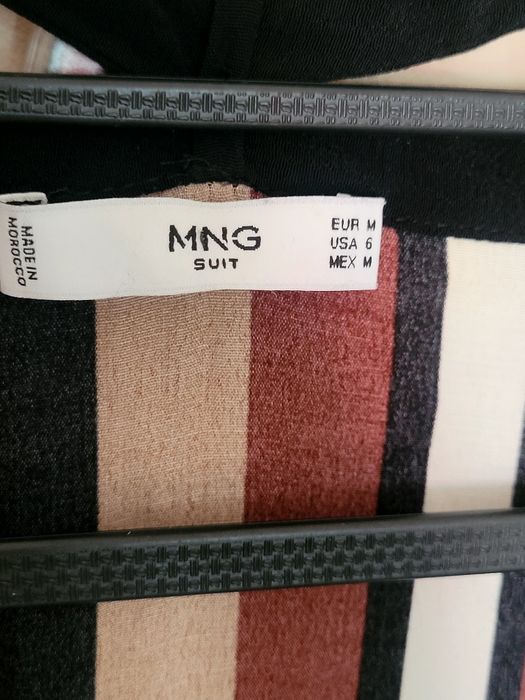 MADE IN
MOROCCO
MNG
SUIT
EUR M
USA 6
MEX M